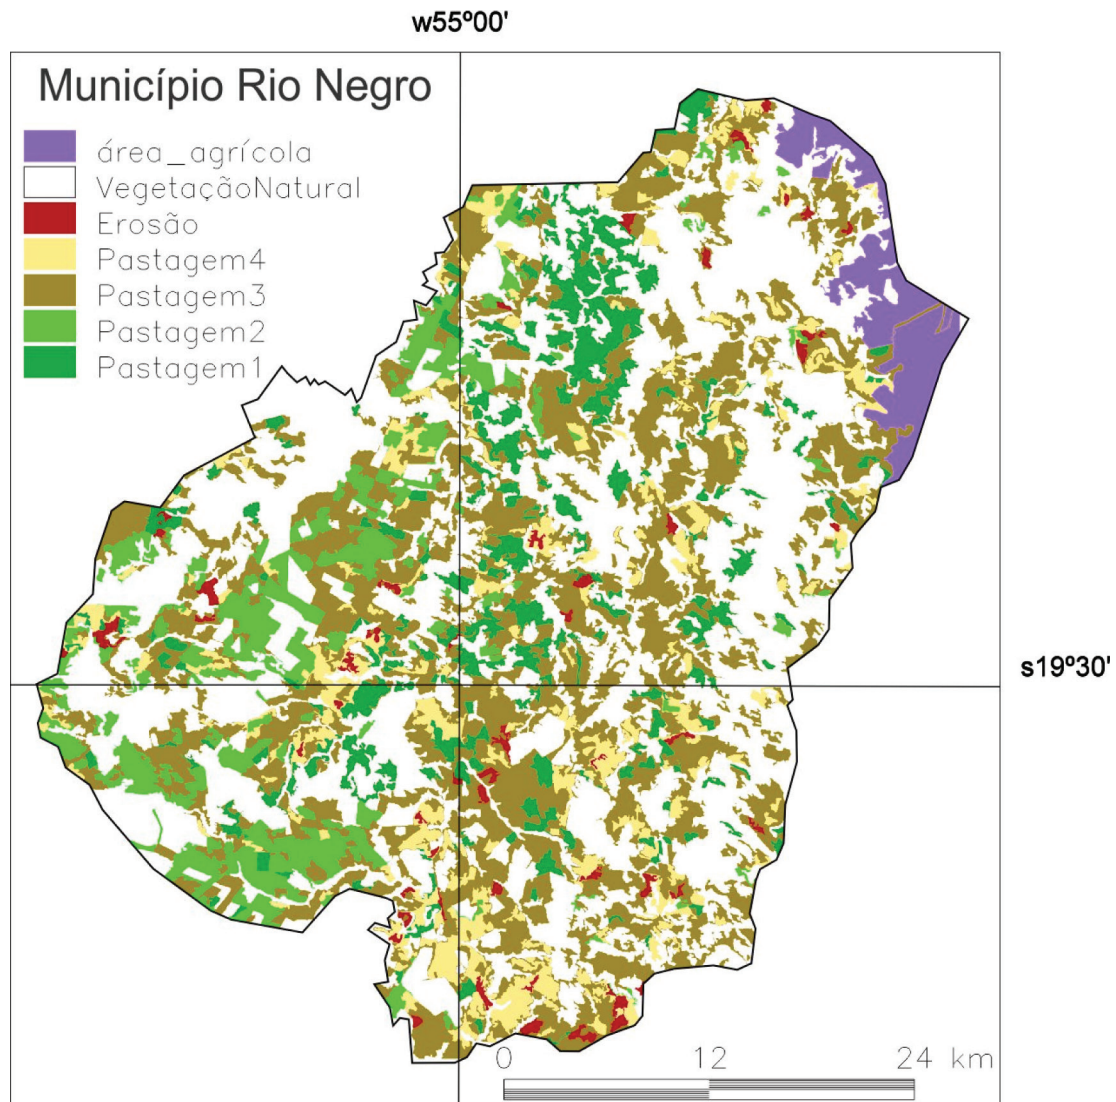 w55º00'
Município Rio Negro
área_agrícola
VegetaçãoNatural
Erosão
Pastagem4
Pastagem3
Pastagem2
Pastagem1
s19º30'
0 12 24 km